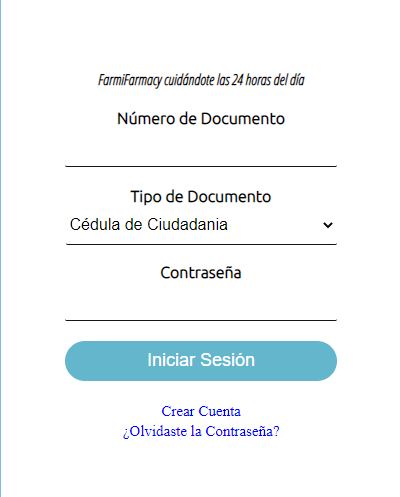 FarmiFarmacy cuidándote las 24 horas del día
Número de Documento
Tipo de Documento
Cédula de Ciudadania
Contraseña
Iniciar Sesión
Crear Cuenta
¿Olvidaste la Contraseña?